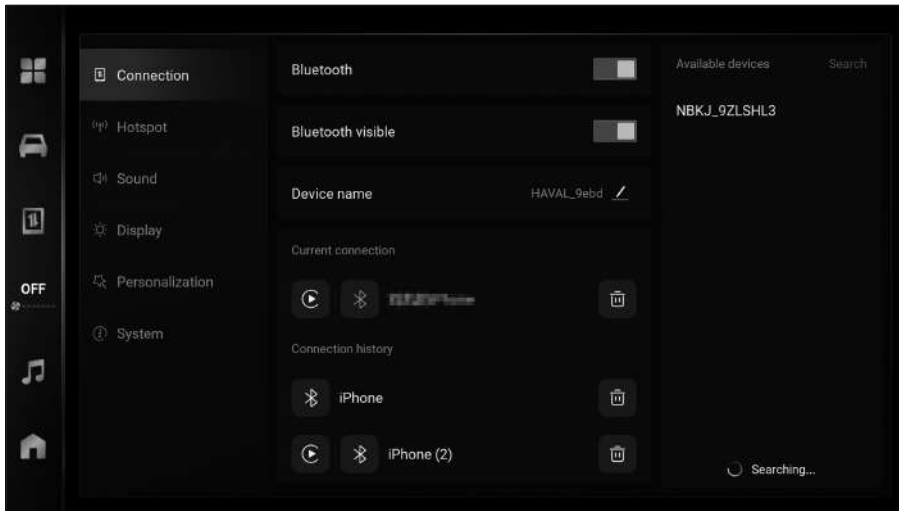 Connection
Hotspot
Sound
Display
Personalization
System
OFF
Bluetooth
Bluetooth visible
Device name
HAVAL_9ebd
Current connection
Connection history
iPhone
iPhone (2)
Available devices
Search
NBKJ_9ZLSHL3
Searching...